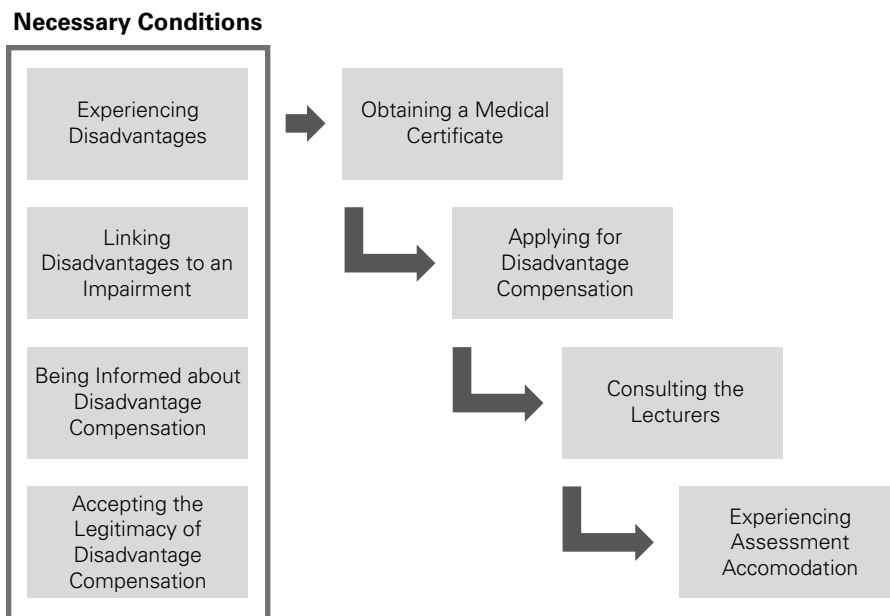 Necessary Conditions
Experiencing
Disadvantages
Linking
Disadvantages to an
Impairment
Being Informed about
Disadvantage
Compensation
Accepting the
Legitimacy of
Disadvantage
Compensation
Obtaining a Medical
Certificate
Applying for
Disadvantage
Compensation
Consulting the
Lecturers
Experiencing
Assessment
Accomodation